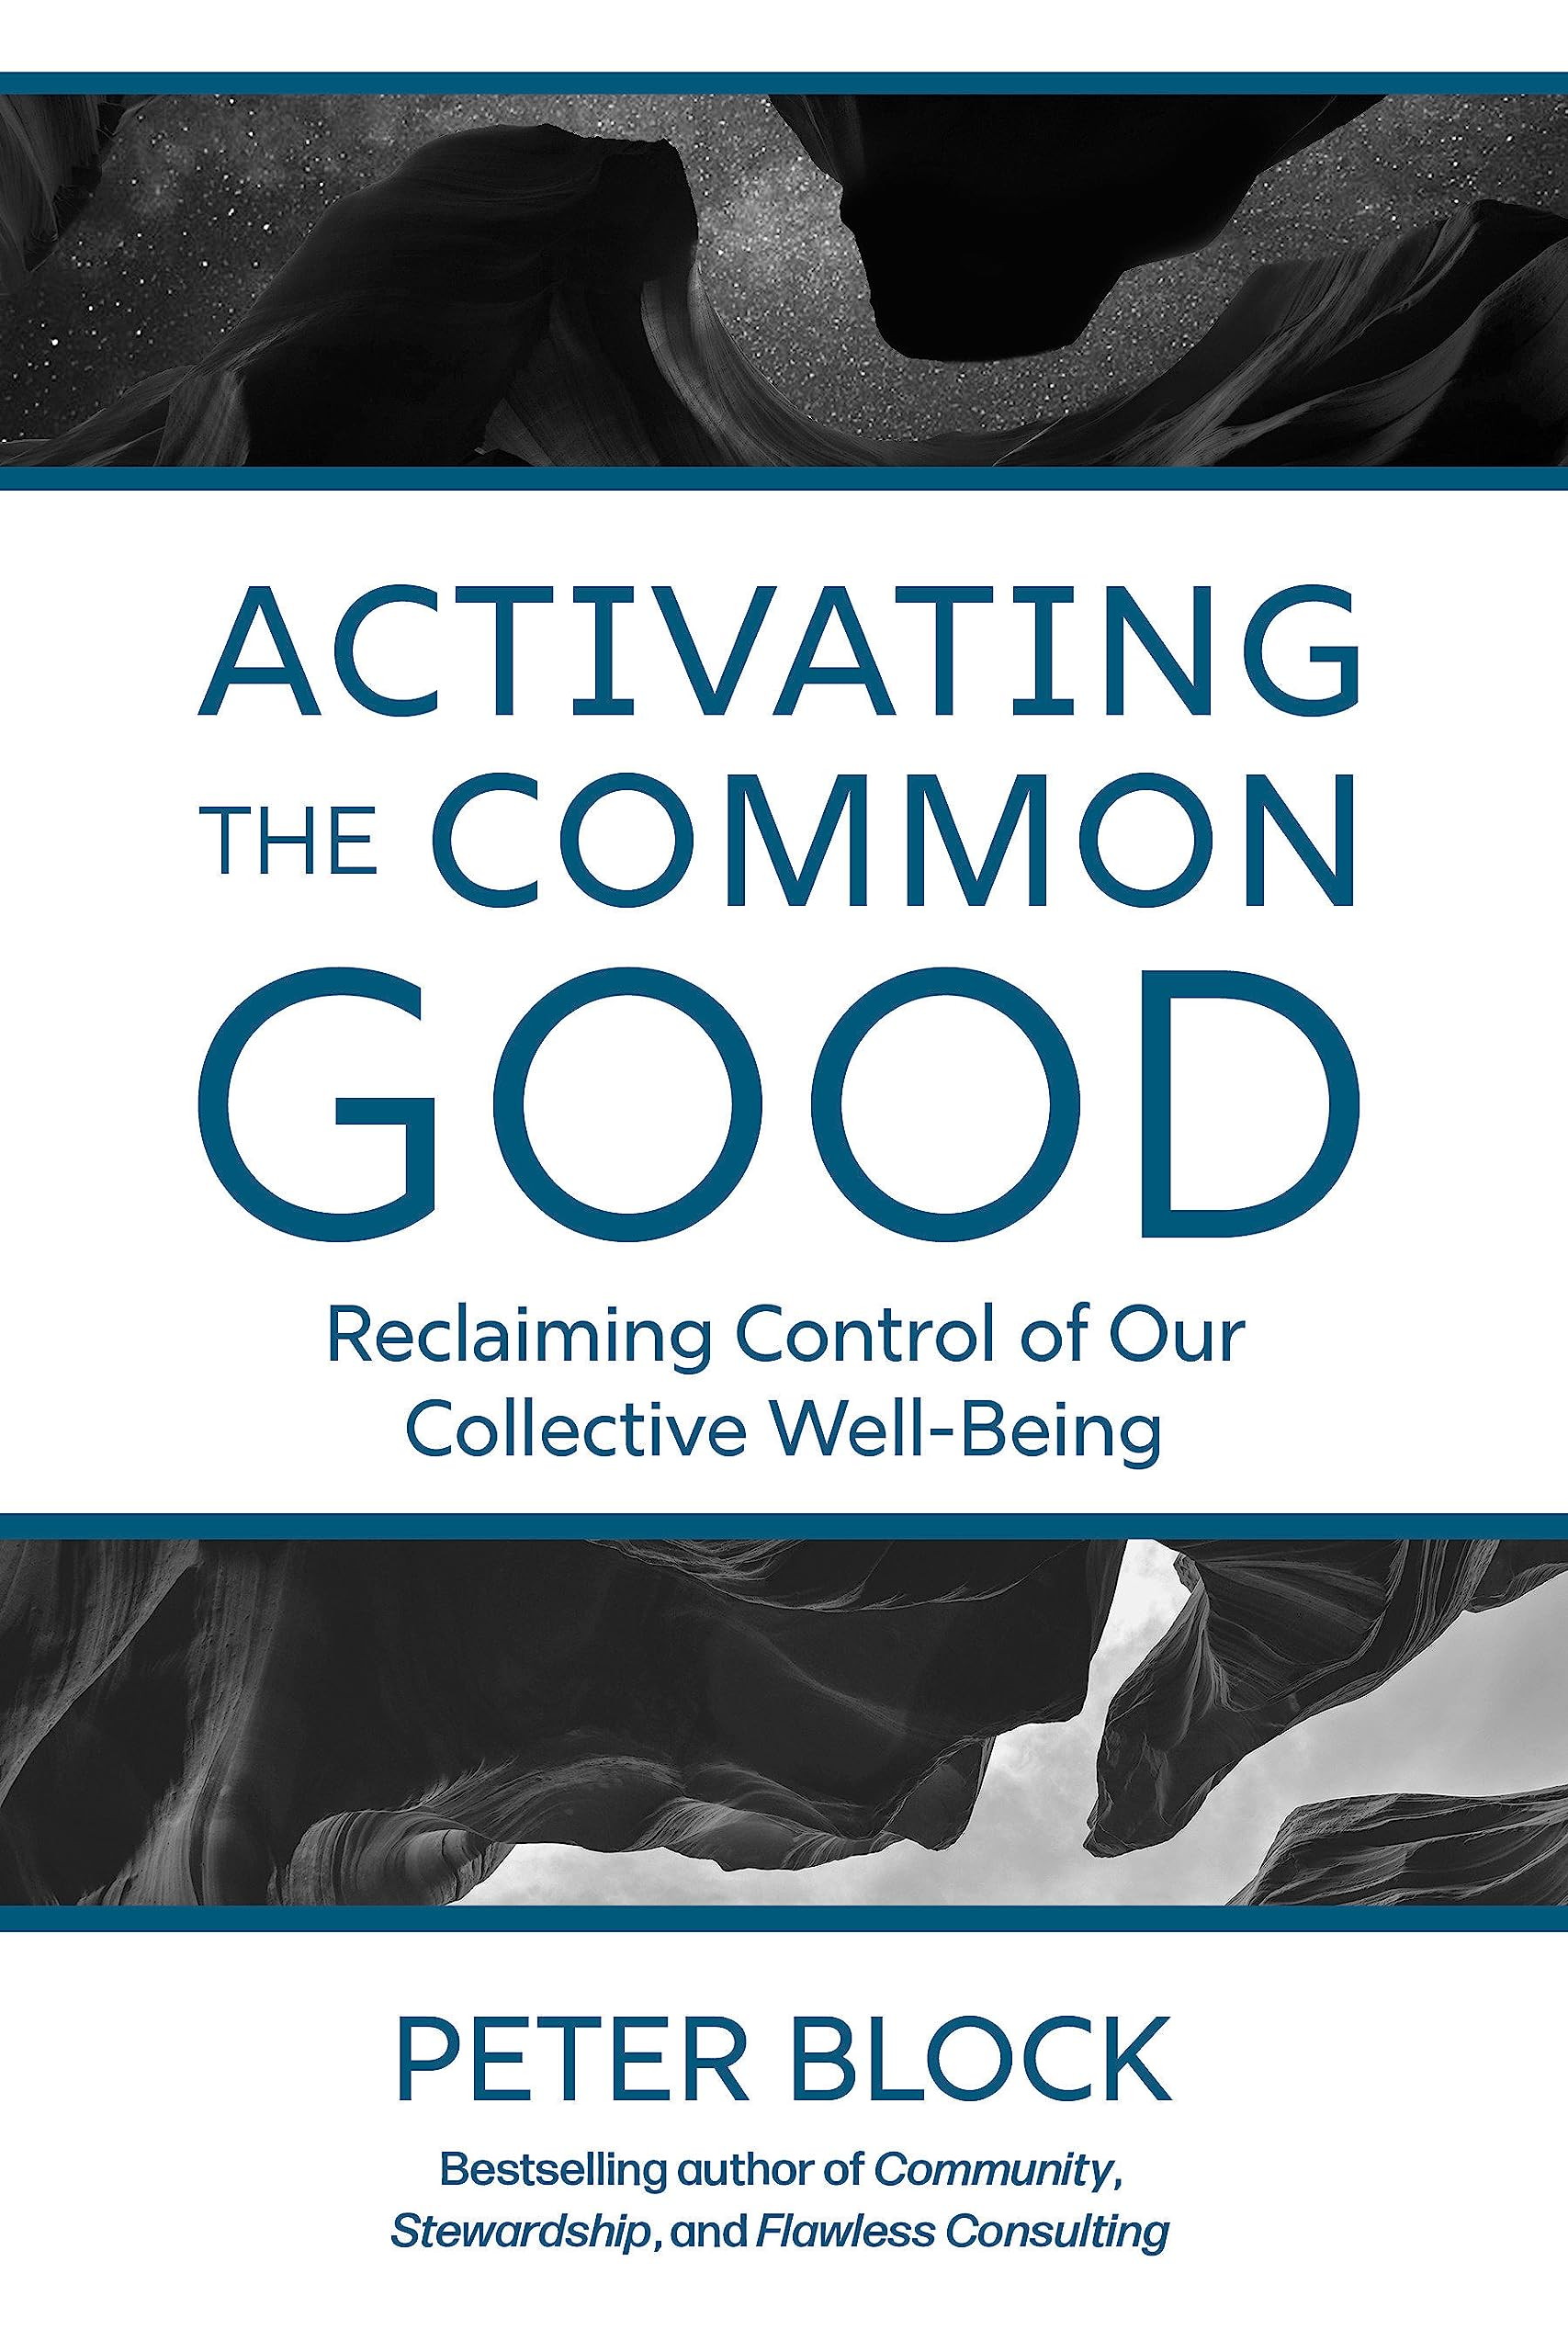 ACTIVATING
THE COMMON
GOOD
Reclaiming Control of Our
Collective Well-Being
PETER BLOCK
Bestselling author of Community,
Stewardship, and Flawless Consulting